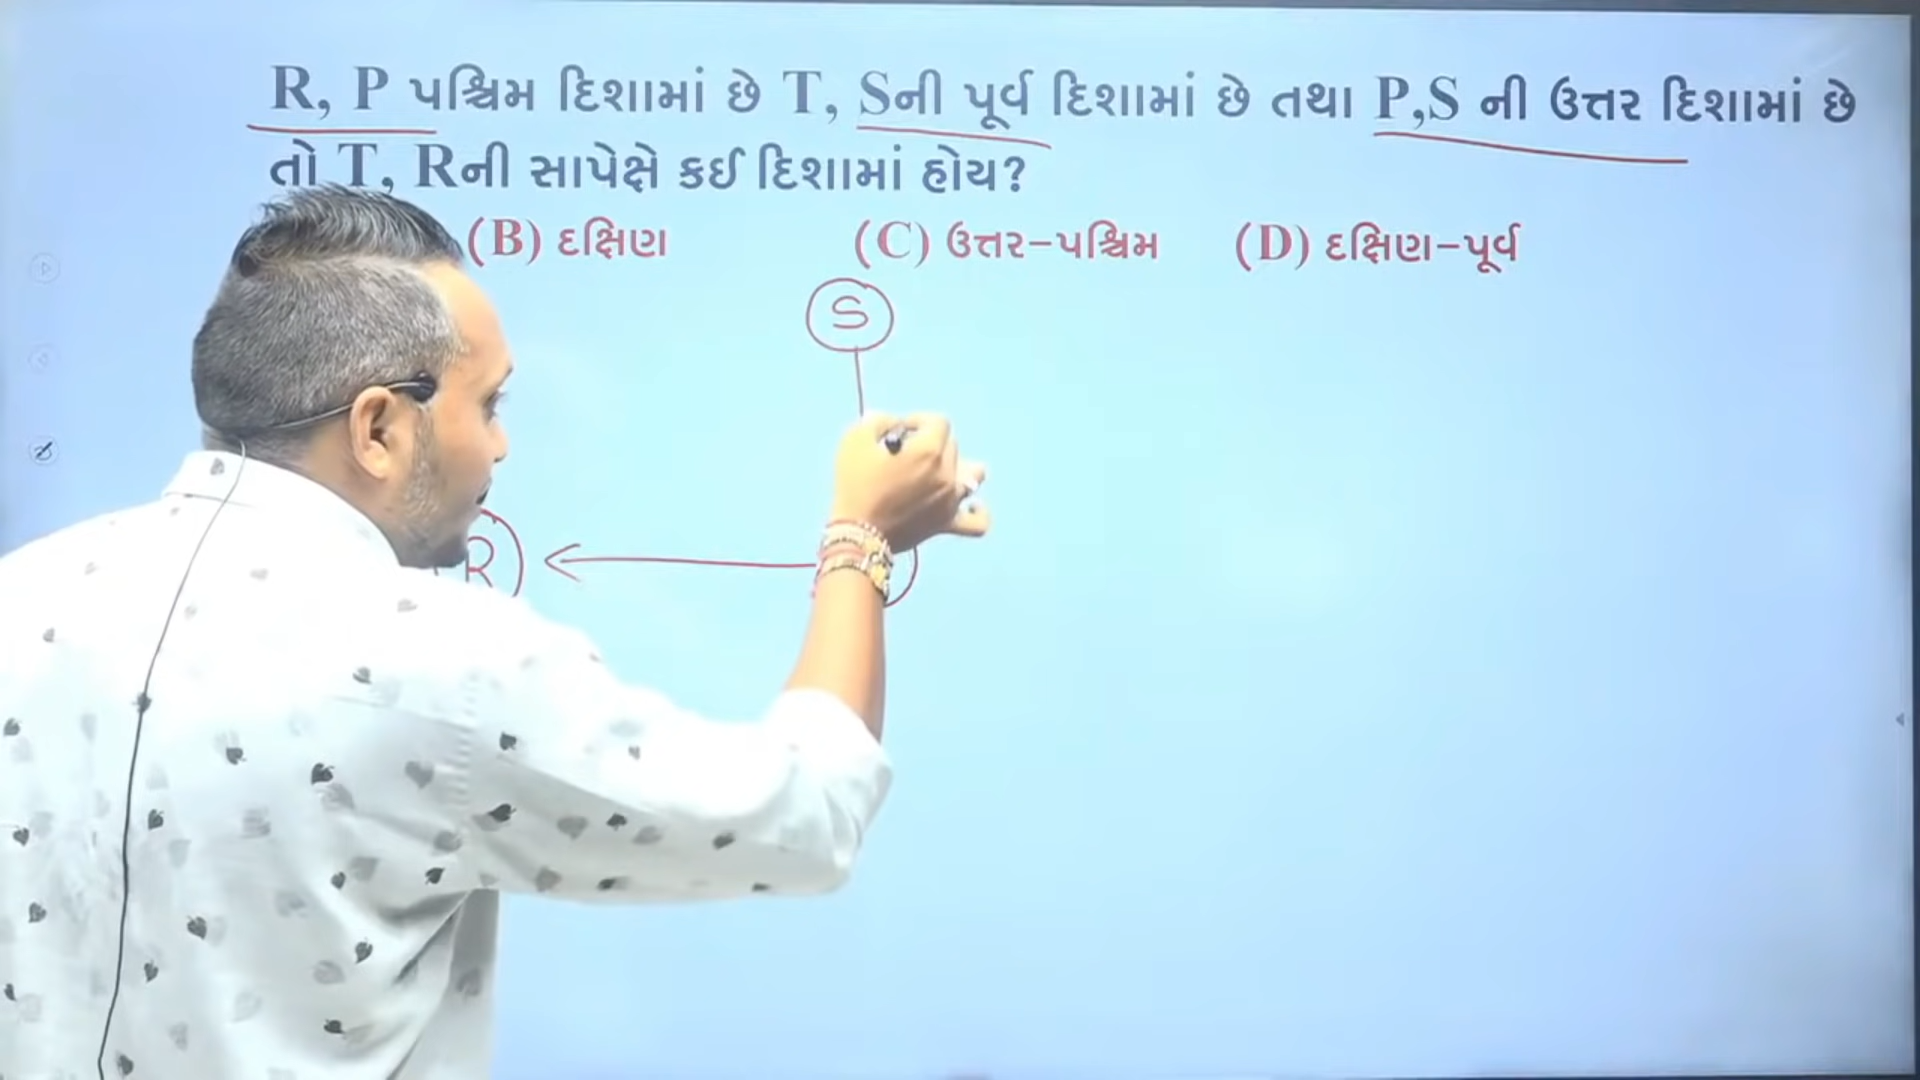 R, P પશ્ચિમ દિશામાં છે T, Sની પૂર્વ દિશામાં છે તથા P,S ની ઉત્તર દિશામાં છે
તો T, Rની સાપેક્ષે કઈ દિશામાં હોય?
(B) દક્ષિણ (C) ઉત્તર-પશ્ચિમ (D) દક્ષિણ-પૂર્વ
S
R